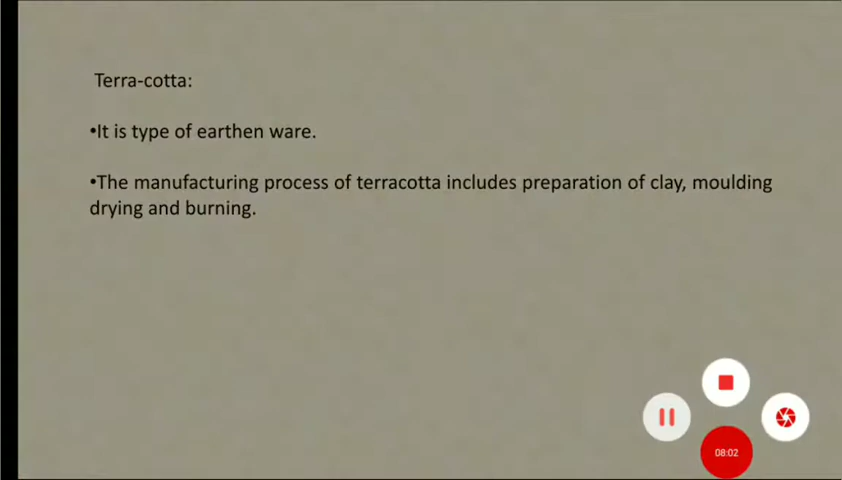 Terra-cotta:
•It is type of earthen ware.
•The manufacturing process of terracotta includes preparation of clay, moulding
drying and burning.
08:02